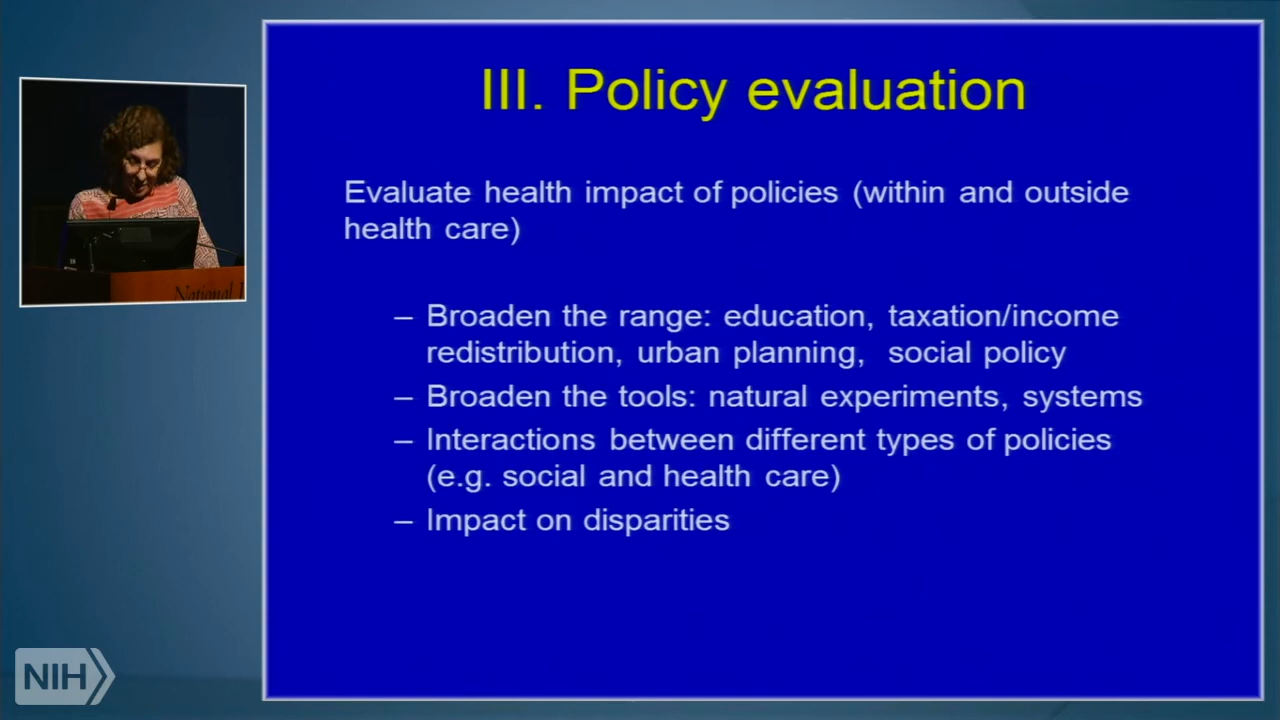 III. Policy evaluation
Evaluate health impact of policies (within and outside
health care)
– Broaden the range: education, taxation/income
redistribution, urban planning, social policy
– Broaden the tools: natural experiments, systems
– Interactions between different types of policies
(e.g. social and health care)
– Impact on disparities
National
NIH